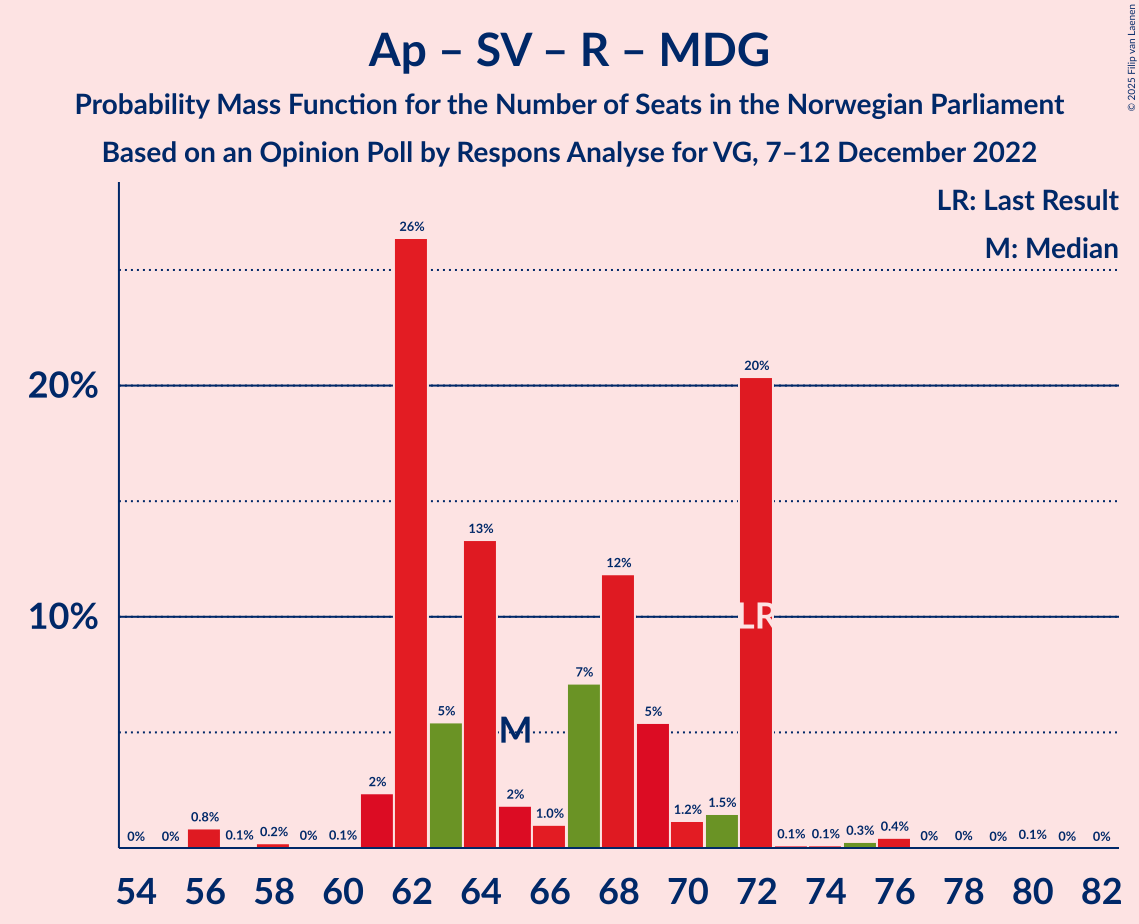 Ap – SV – R – MDG
Probability Mass Function for the Number of Seats in the Norwegian Parliament
Based on an Opinion Poll by Respons Analyse for VG, 7–12 December 2022
© 2025 Filip van Laenen
LR: Last Result
M: Median
20%
10%
0% 0% 0.8% 0.1% 0.2% 0% 0.1% 2% 26% 5% 13% 2% 1.0% 7% 12% 5% 1.2% 1.5% 20% 0.1% 0.1% 0.3% 0.4% 0% 0% 0% 0.1% 0% 0%
M
LR
54 56 58 60 62 64 66 68 70 72 74 76 78 80 82